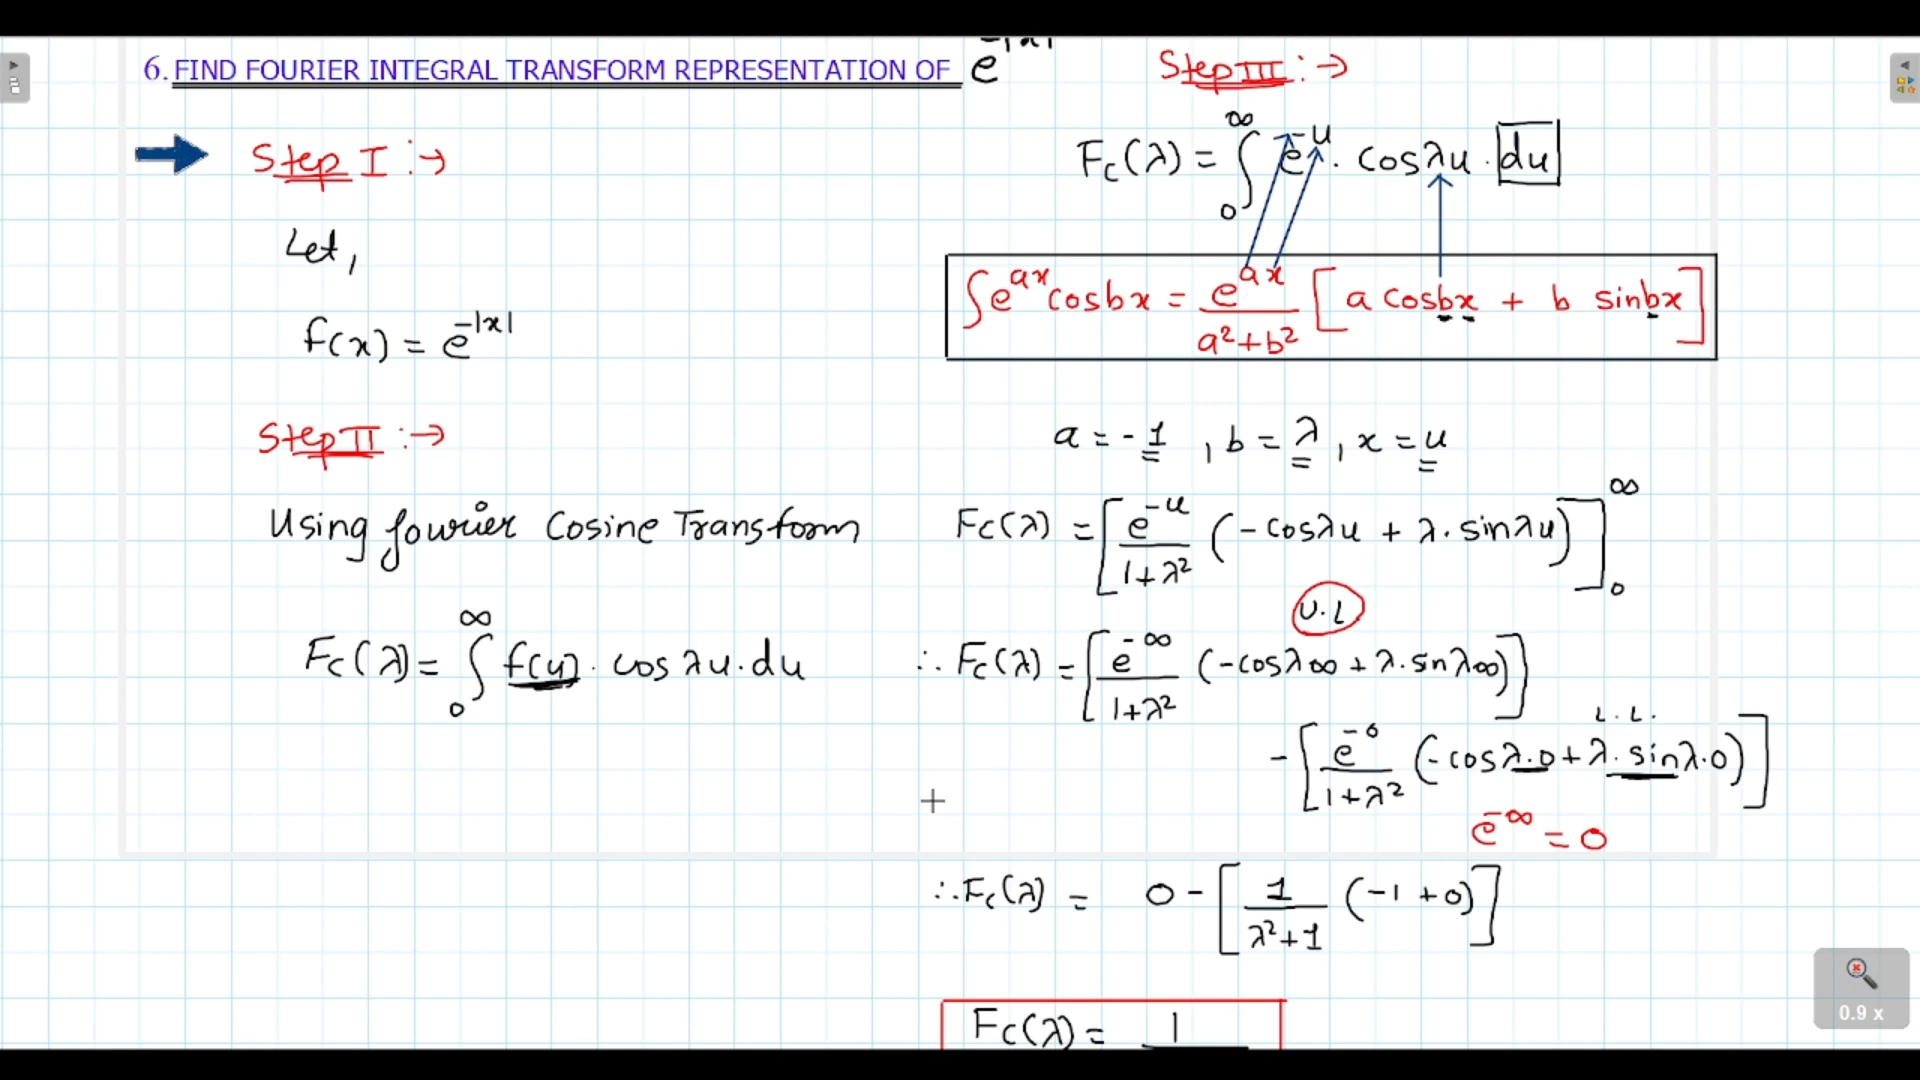 6. FIND FOURIER INTEGRAL TRANSFORM REPRESENTATION OF e^-|x|
Step I :→
Let,
f(x) = e^-|x|
Step II :→
Using fourier Cosine Transform
Fc(λ) = ∫₀^∞ f(u) · cos λu · du
Step III :→
Fc(λ) = ∫₀^∞ e^-u · cosλu · du
∫e^ax cosbx = e^ax / a²+b² [a cosbx + b sinbx]
a = -1 , b = λ , x = u
Fc(λ) = [e^-u / 1+λ² (-cosλu + λ. sinλu)]₀^∞
U.L
∴ Fc(λ) = [e^-∞ / 1+λ² (-cosλ∞ + λ. sinλ∞)]
L.L.
- [e^-0 / 1+λ² (-cosλ.0 + λ. sinλ.0)]
e^-∞ = 0
∴ Fc(λ) = 0 - [1 / λ²+1 (-1 + 0)]
Fc(λ) = 1
0.9 x